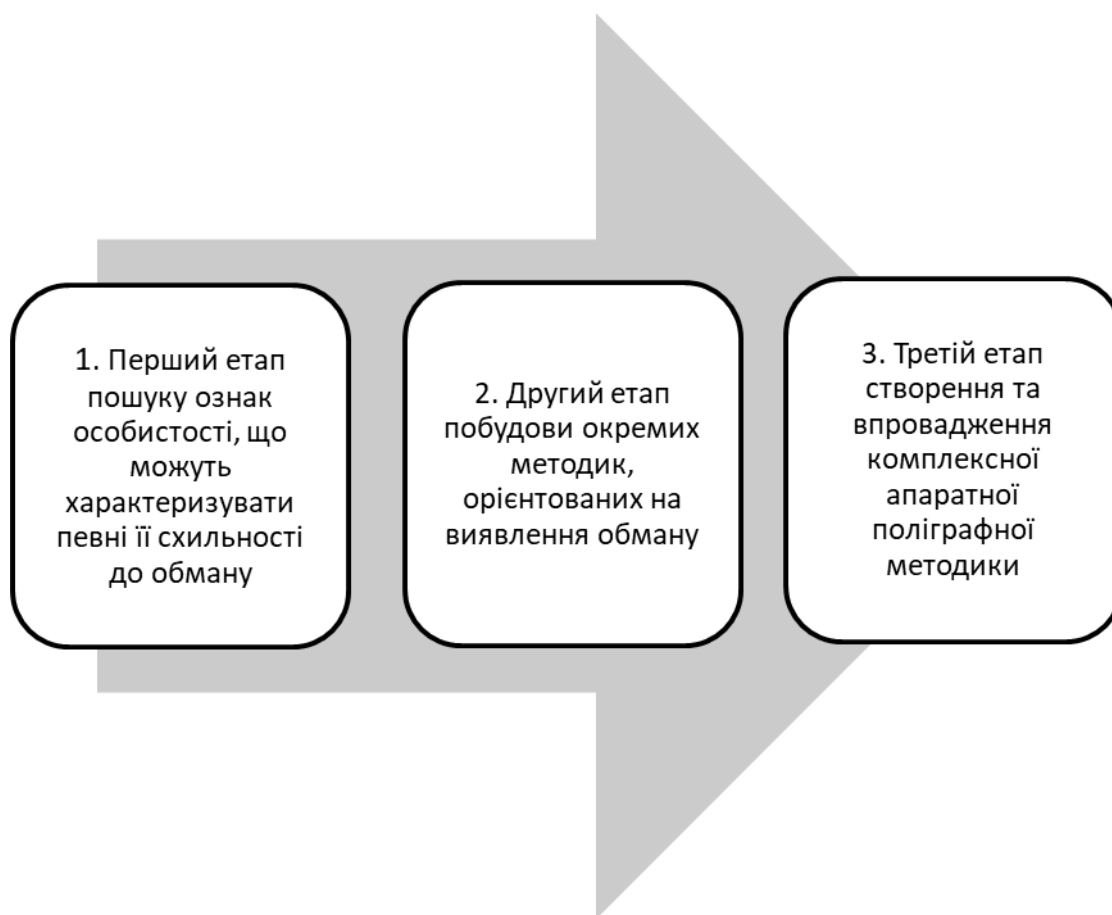 1. Перший етап
пошуку ознак
особистості, що
можуть
характеризувати
певні її схильності
до обману
2. Другий етап
побудови окремих
методик,
орієнтованих на
виявлення обману
3. Третій етап
створення та
впровадження
комплексної
апаратної
поліграфної
методики